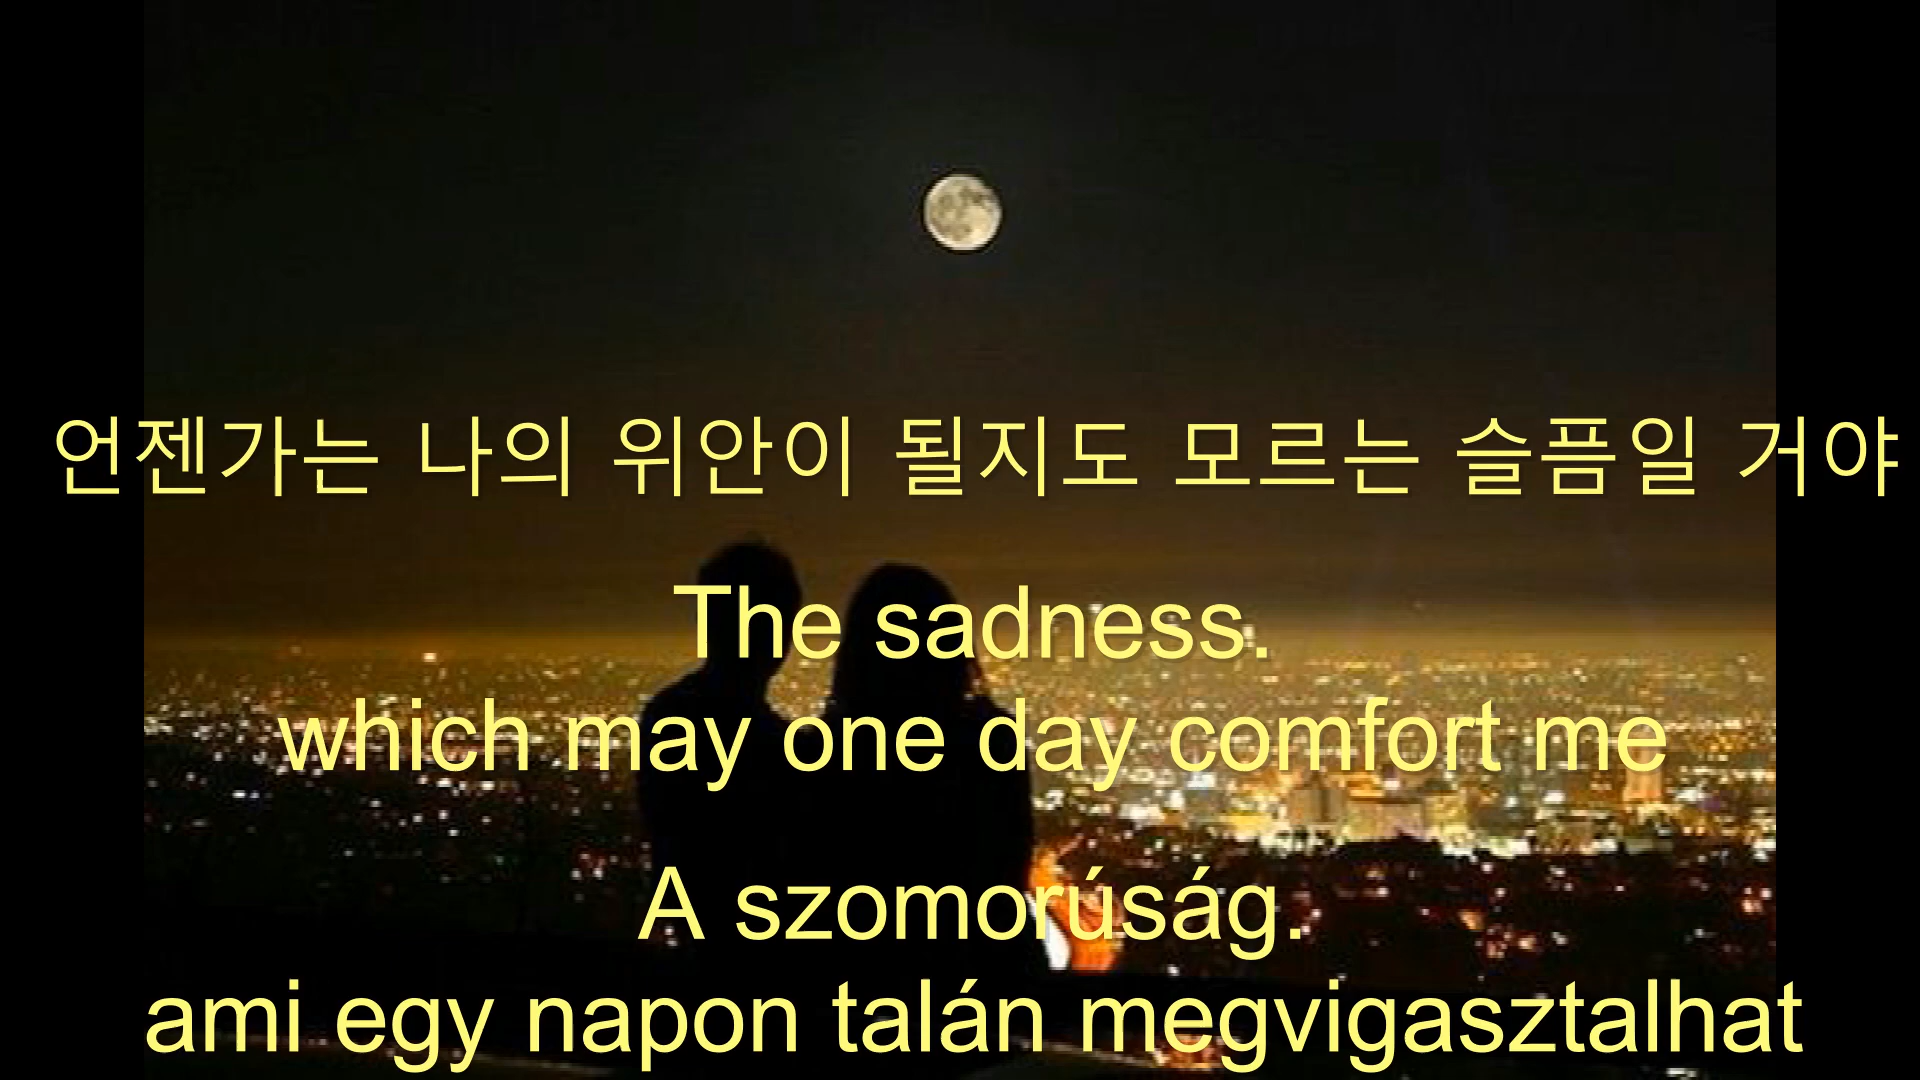 언젠가는 나의 위안이 될지도 모르는 슬픔일 거야
The sadness.
which may one day comfort me
A szomorúság.
ami egy napon talán megvigasztalhat